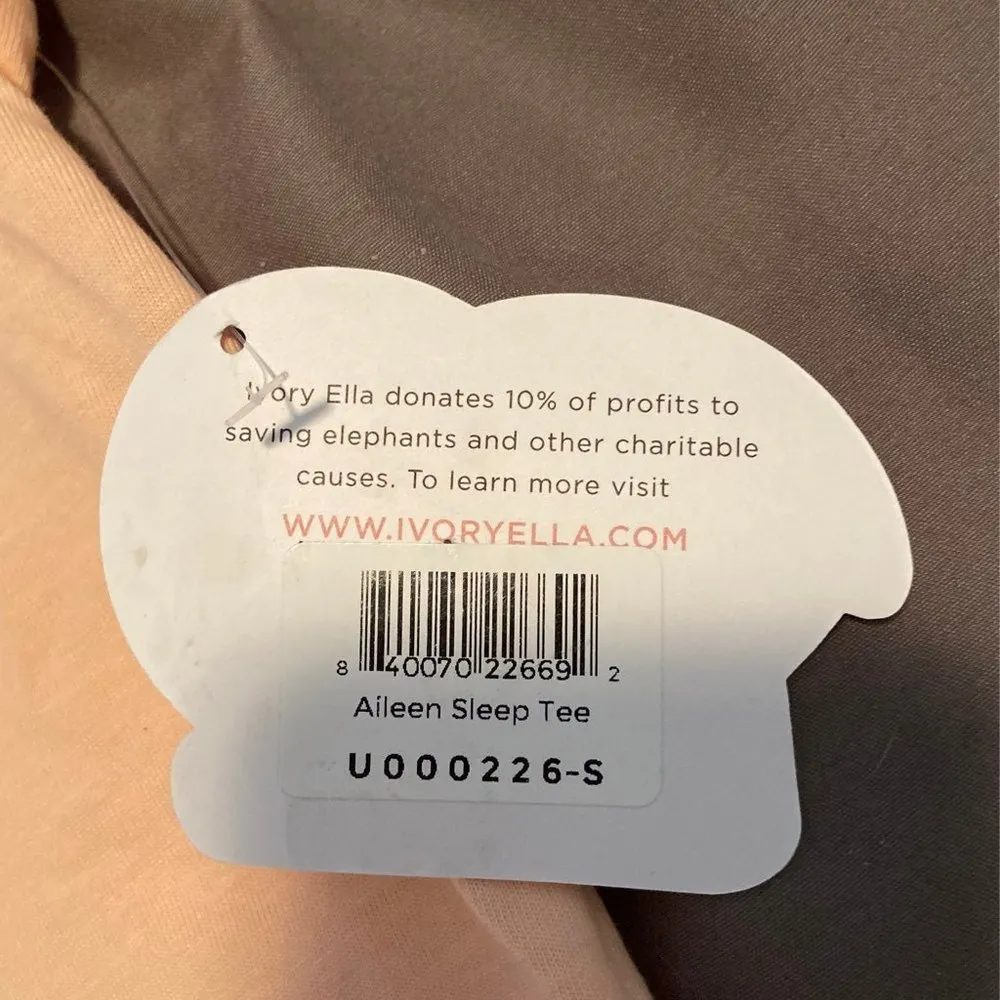 Ivory Ella donates 10% of profits to
saving elephants and other charitable
causes. To learn more visit
WWW.IVORYELLA.COM
8 40070 22669 2
Aileen Sleep Tee
U000226-S